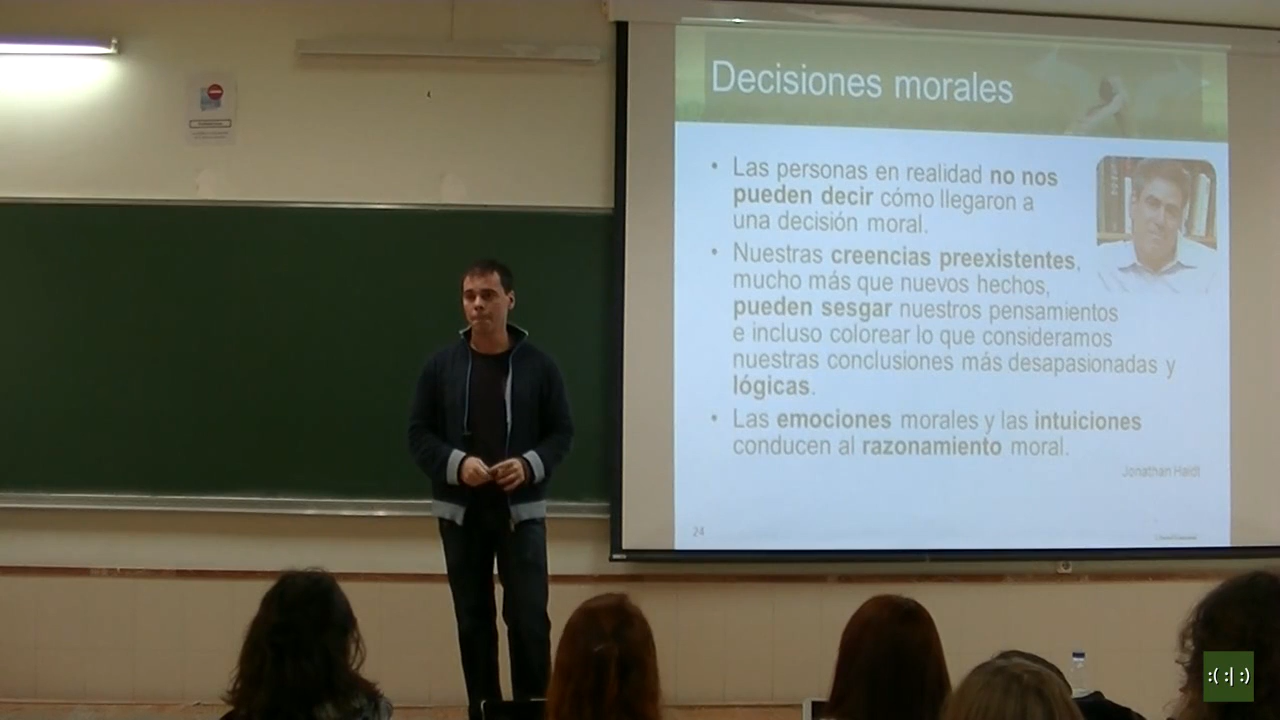 Decisiones morales
• Las personas en realidad no nos
pueden decir cómo llegaron a
una decisión moral.
• Nuestras creencias preexistentes,
mucho más que nuevos hechos,
pueden sesgar nuestros pensamientos
e incluso colorear lo que consideramos
nuestras conclusiones más desapasionadas y
lógicas.
• Las emociones morales y las intuiciones
conducen al razonamiento moral.
Jonathan Haidt
24
:( :| :)